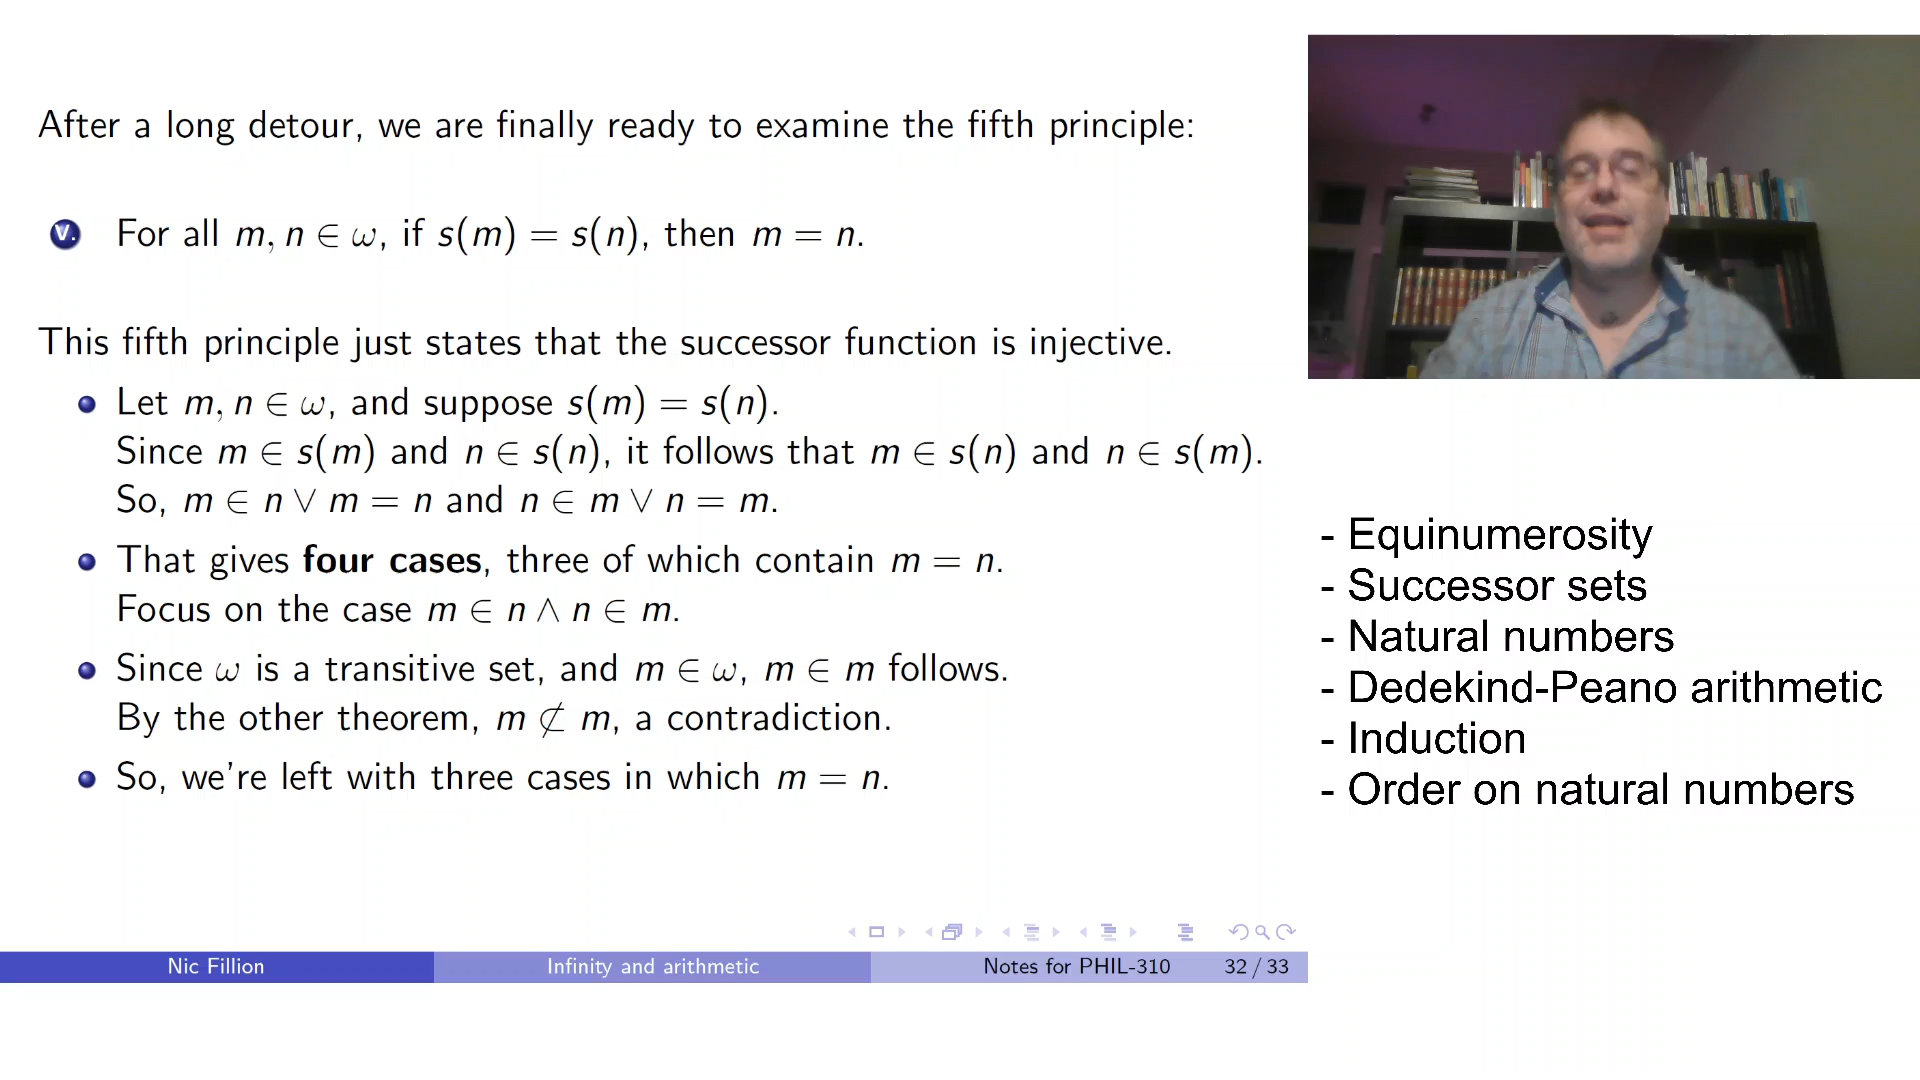 After a long detour, we are finally ready to examine the fifth principle:
V. For all m, n ∈ ω, if s(m) = s(n), then m = n.
This fifth principle just states that the successor function is injective.
Let m, n ∈ ω, and suppose s(m) = s(n).
Since m ∈ s(m) and n ∈ s(n), it follows that m ∈ s(n) and n ∈ s(m).
So, m ∈ n ∨ m = n and n ∈ m ∨ n = m.
That gives four cases, three of which contain m = n.
Focus on the case m ∈ n ∧ n ∈ m.
Since ω is a transitive set, and m ∈ ω, m ∈ m follows.
By the other theorem, m ⊄ m, a contradiction.
So, we're left with three cases in which m = n.
- Equinumerosity
- Successor sets
- Natural numbers
- Dedekind-Peano arithmetic
- Induction
- Order on natural numbers
Nic Fillion Infinity and arithmetic Notes for PHIL-310 32 / 33